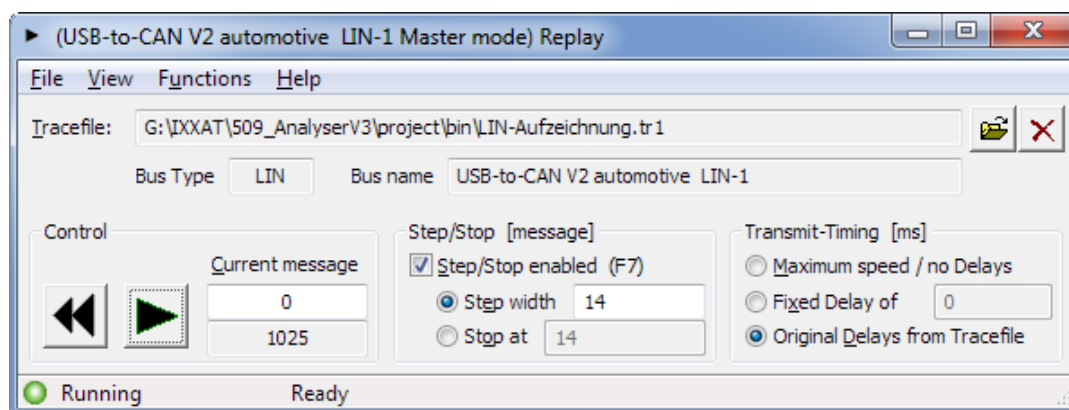 (USB-to-CAN V2 automotive LIN-1 Master mode) Replay
File View Functions Help
Tracefile: G:\IXXAT\509_AnalyserV3\project\bin\LIN-Aufzeichnung.tr1
Bus Type LIN Bus name USB-to-CAN V2 automotive LIN-1
Control
Current message
0
1025
Step/Stop [message]
Step/Stop enabled (F7)
Step width 14
Stop at 14
Transmit-Timing [ms]
Maximum speed / no Delays
Fixed Delay of 0
Original Delays from Tracefile
Running Ready